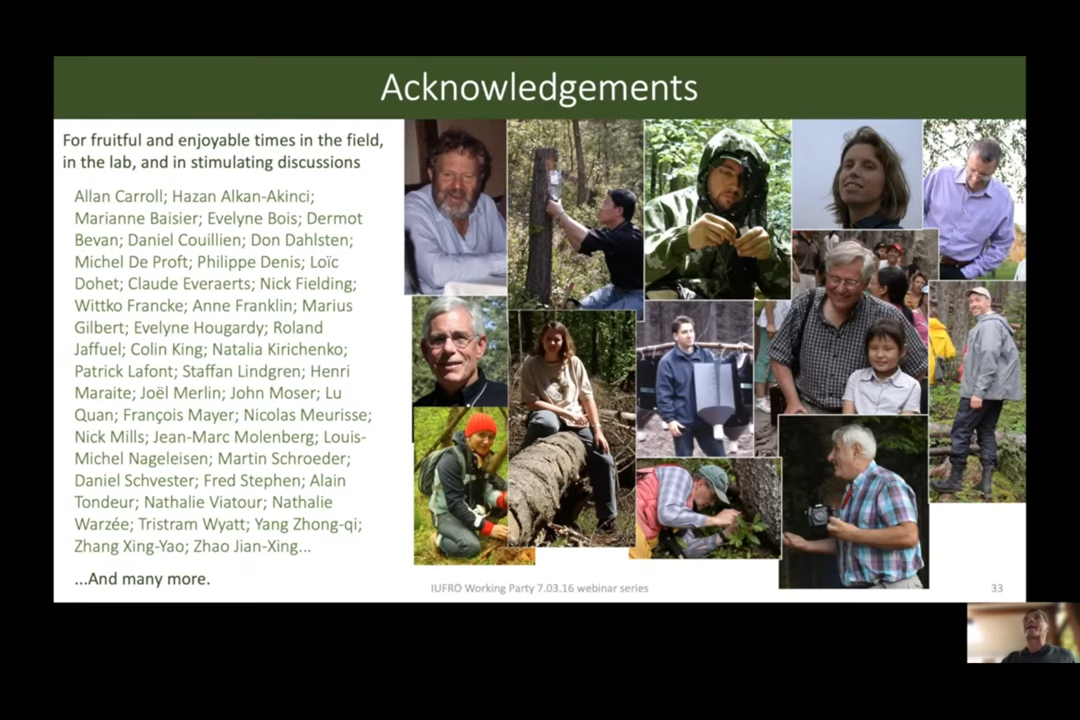 Acknowledgements
For fruitful and enjoyable times in the field,
in the lab, and in stimulating discussions
Allan Carroll; Hazan Alkan-Akinci;
Marianne Baisier; Evelyne Bois; Dermot
Bevan; Daniel Couillien; Don Dahlsten;
Michel De Proft; Philippe Denis; Loïc
Dohet; Claude Everaerts; Nick Fielding;
Wittko Francke; Anne Franklin; Marius
Gilbert; Evelyne Hougardy; Roland
Jaffuel; Colin King; Natalia Kirichenko;
Patrick Lafont; Staffan Lindgren; Henri
Maraite; Joël Merlin; John Moser; Lu
Quan; François Mayer; Nicolas Meurisse;
Nick Mills; Jean-Marc Molenberg; Louis-
Michel Nageleisen; Martin Schroeder;
Daniel Schvester; Fred Stephen; Alain
Tondeur; Nathalie Viatour; Nathalie
Warzée; Tristram Wyatt; Yang Zhong-qi;
Zhang Xing-Yao; Zhao Jian-Xing...
...And many more.
IUFRO Working Party 7.03.16 webinar series
33